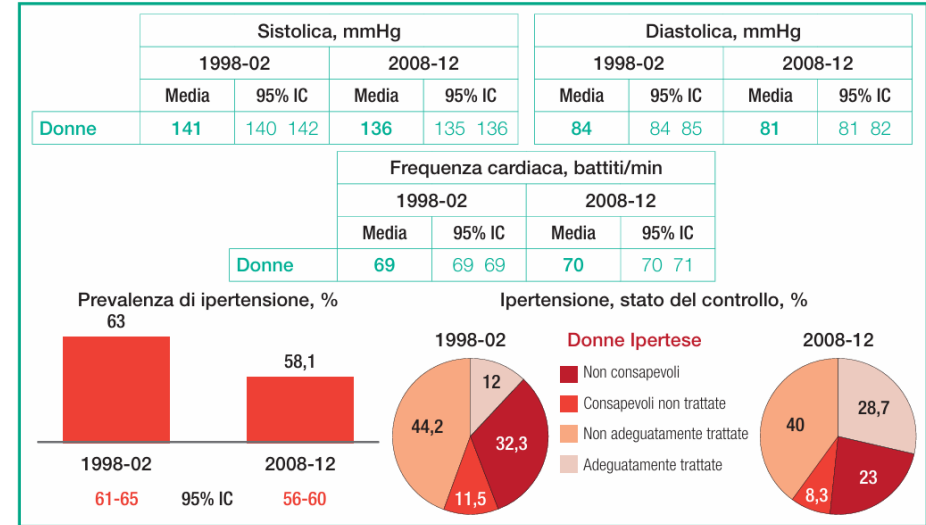 Sistolica, mmHg Diastolica, mmHg
1998-02 2008-12 1998-02 2008-12
Media 95% IC Media 95% IC Media 95% IC Media 95% IC
Donne 141 140 142 136 135 136 84 84 85 81 81 82
Frequenza cardiaca, battiti/min
1998-02 2008-12
Media 95% IC Media 95% IC
Donne 69 69 69 70 70 71
Prevalenza di ipertensione, %
63
58,1
1998-02 2008-12
61-65 95% IC 56-60
Ipertensione, stato del controllo, %
1998-02
12
44,2
32,3
11,5
Donne Ipertese
Non consapevoli
Consapevoli non trattate
Non adeguatamente trattate
Adeguatamente trattate
2008-12
40
28,7
23
8,3